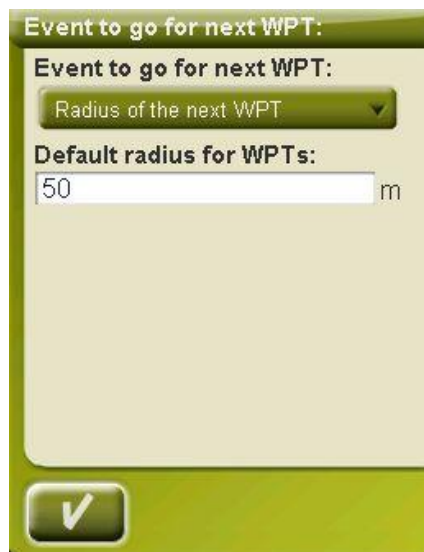 Event to go for next WPT:
Event to go for next WPT:
Radius of the next WPT
Default radius for WPTs:
50 m